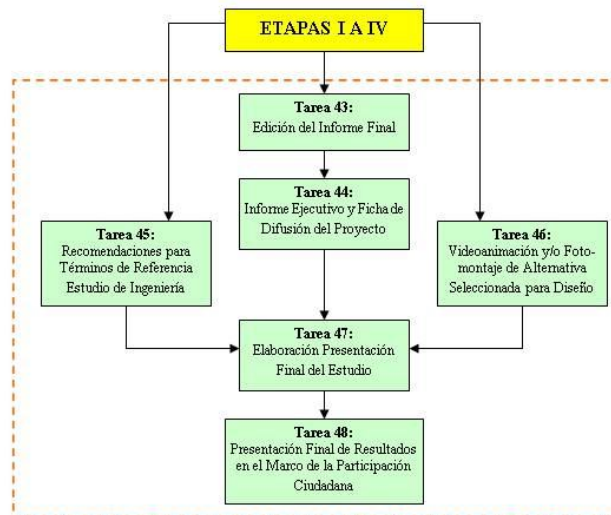 ETAPAS I A IV
Tarea 43:
Edición del Informe Final
Tarea 44:
Informe Ejecutivo y Ficha de
Difusión del Proyecto
Tarea 45:
Recomendaciones para
Términos de Referencia
Estudio de Ingeniería
Tarea 46:
Videoanimación y/o Foto-
montaje de Alternativa
Seleccionada para Diseño
Tarea 47:
Elaboración Presentación
Final del Estudio
Tarea 48:
Presentación Final de Resultados
en el Marco de la Participación
Ciudadana